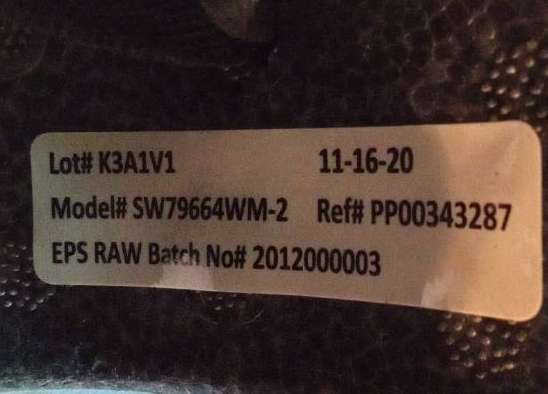 Lot# K3A1V1 11-16-20
Model# SW79664WM-2 Ref# PP00343287
EPS RAW Batch No# 2012000003